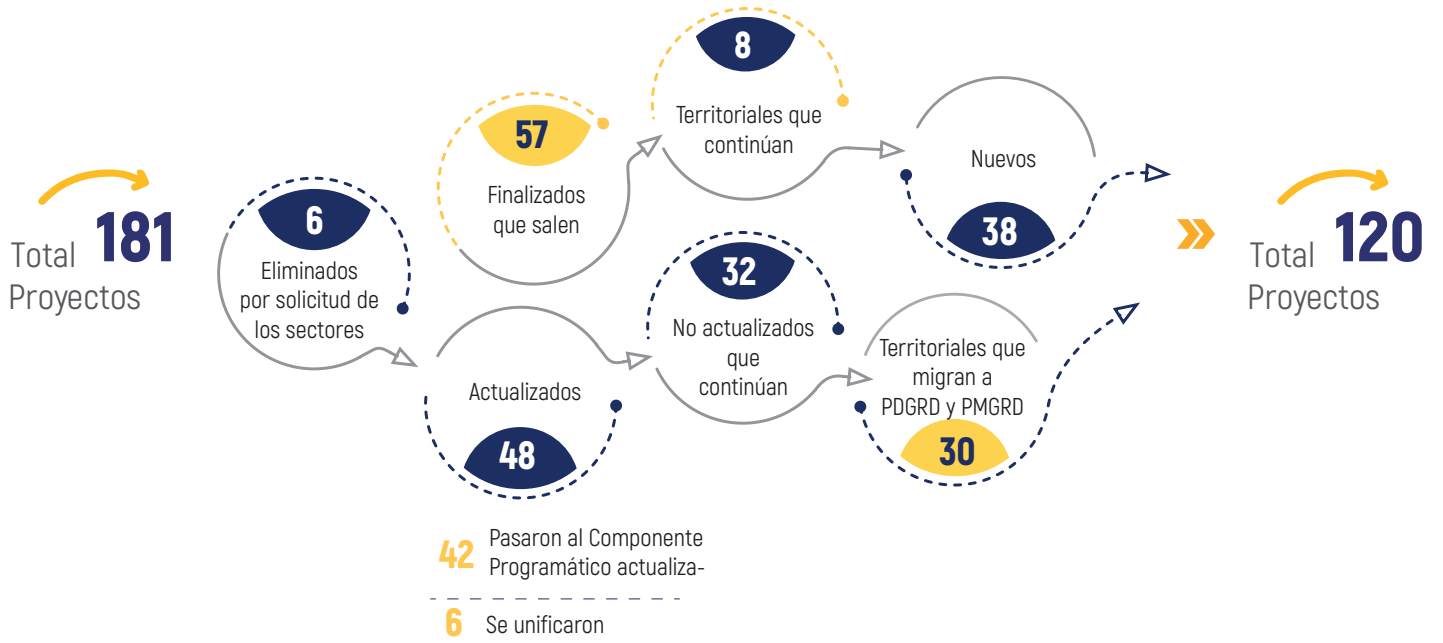 Total 181
Proyectos
6
Eliminados
por solicitud de
los sectores
57
Finalizados
que salen
8
Territoriales que
continúan
Nuevos
38
Actualizados
48
42 Pasaron al Componente
Programático actualiza-
6 Se unificaron
32
No actualizados
que
continúan
Territoriales que
migran a
PDGRD y PMGRD
30
Total 120
Proyectos